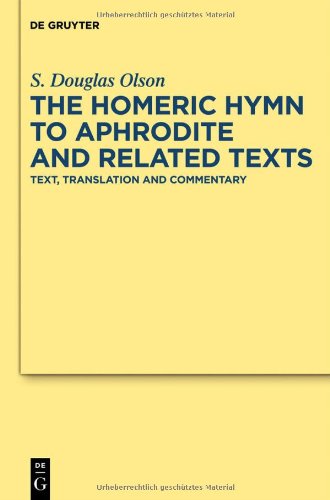 Urheberrechtlich geschütztes Material
DE GRUYTER
S. Douglas Olson
THE HOMERIC HYMN
TO APHRODITE
AND RELATED TEXTS
TEXT, TRANSLATION AND COMMENTARY
DE
G
Urheberrechtlich geschütztes Material